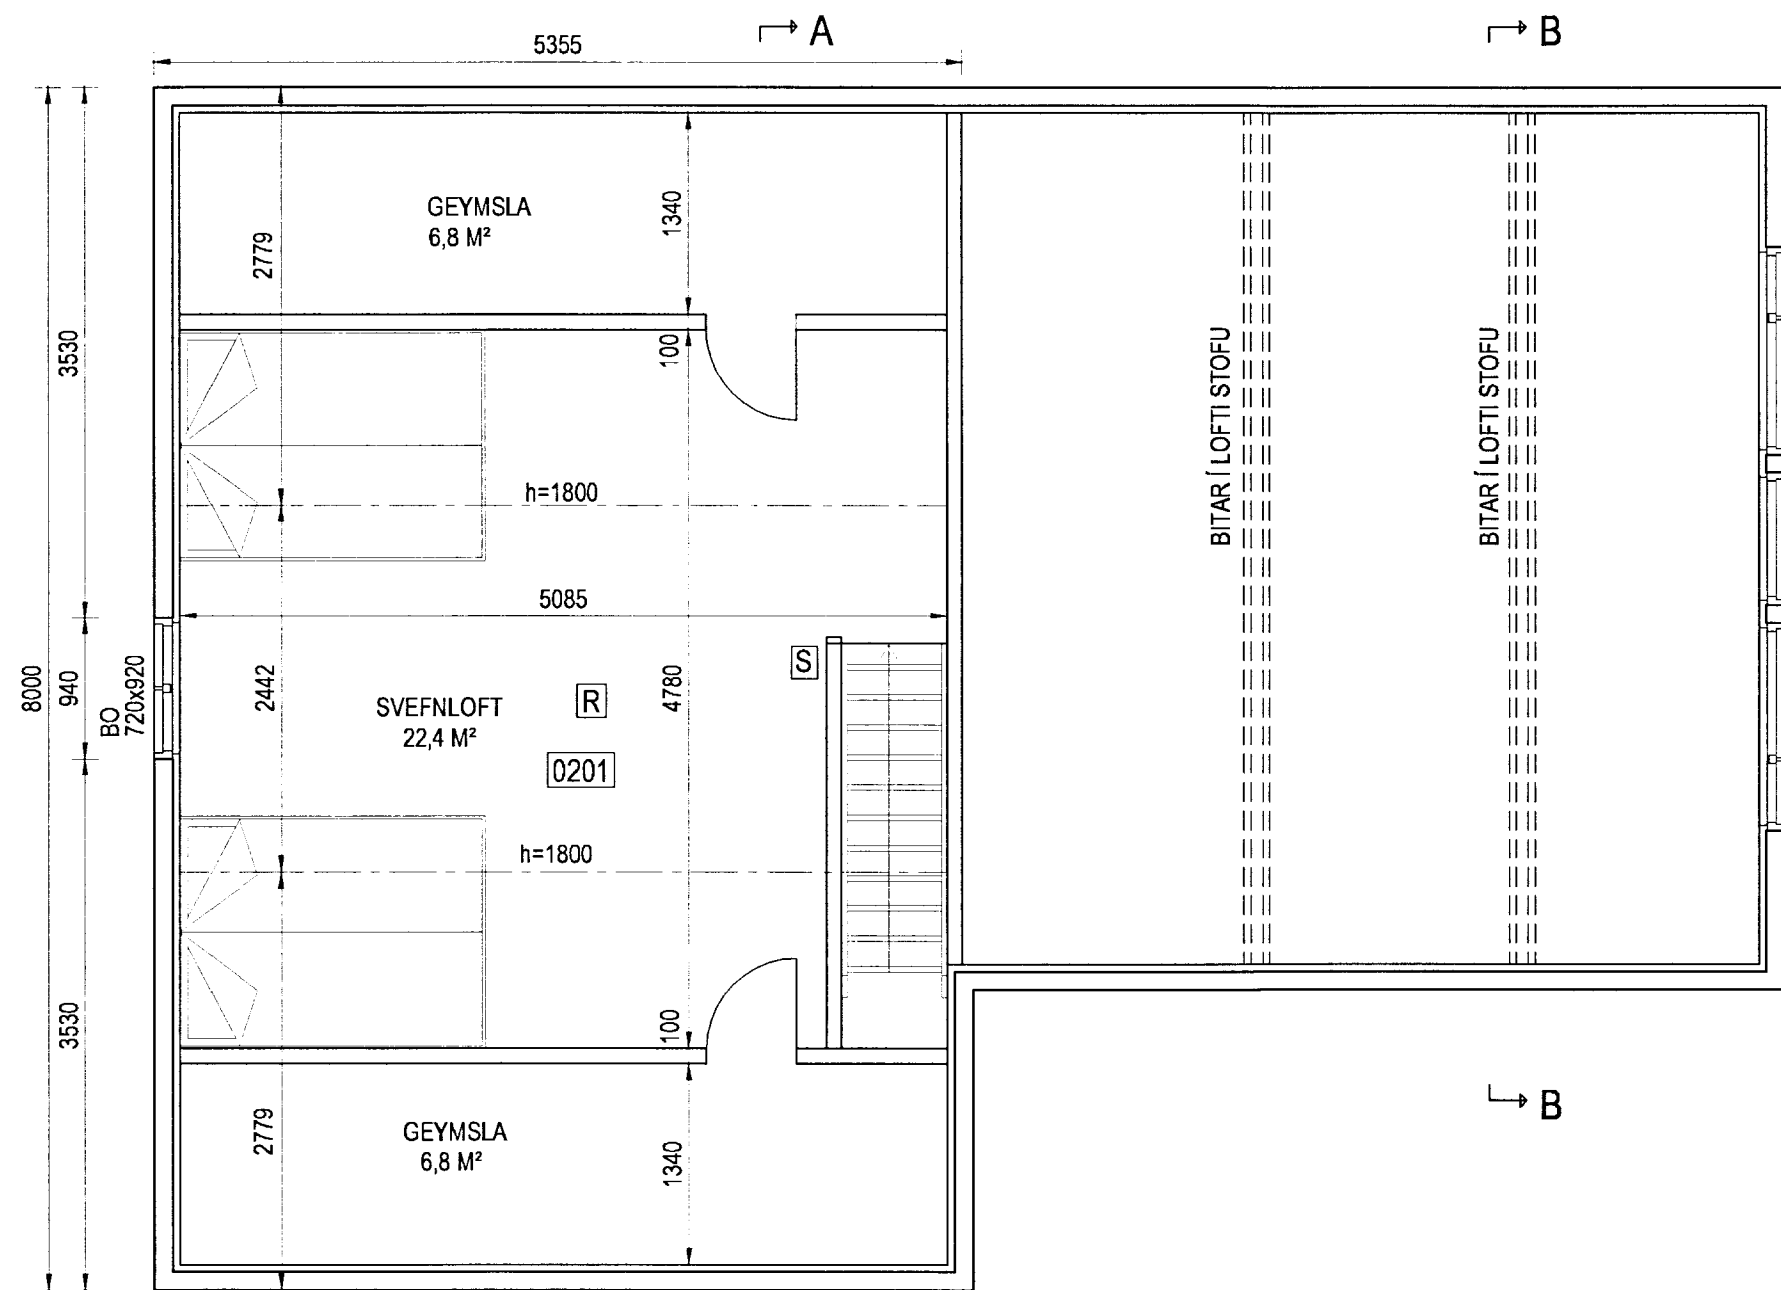 A
B
5355
GEYMSLA
6,8 M²
1340
2779
3530
100
h=1800
BITAR Í LOFTI STOFU
BITAR Í LOFTI STOFU
5085
8000
940
BO
720x920
2442
SVEFNLOFT
22,4 M²
R
S
4780
0201
h=1800
3530
100
2779
GEYMSLA
6,8 M²
1340
B